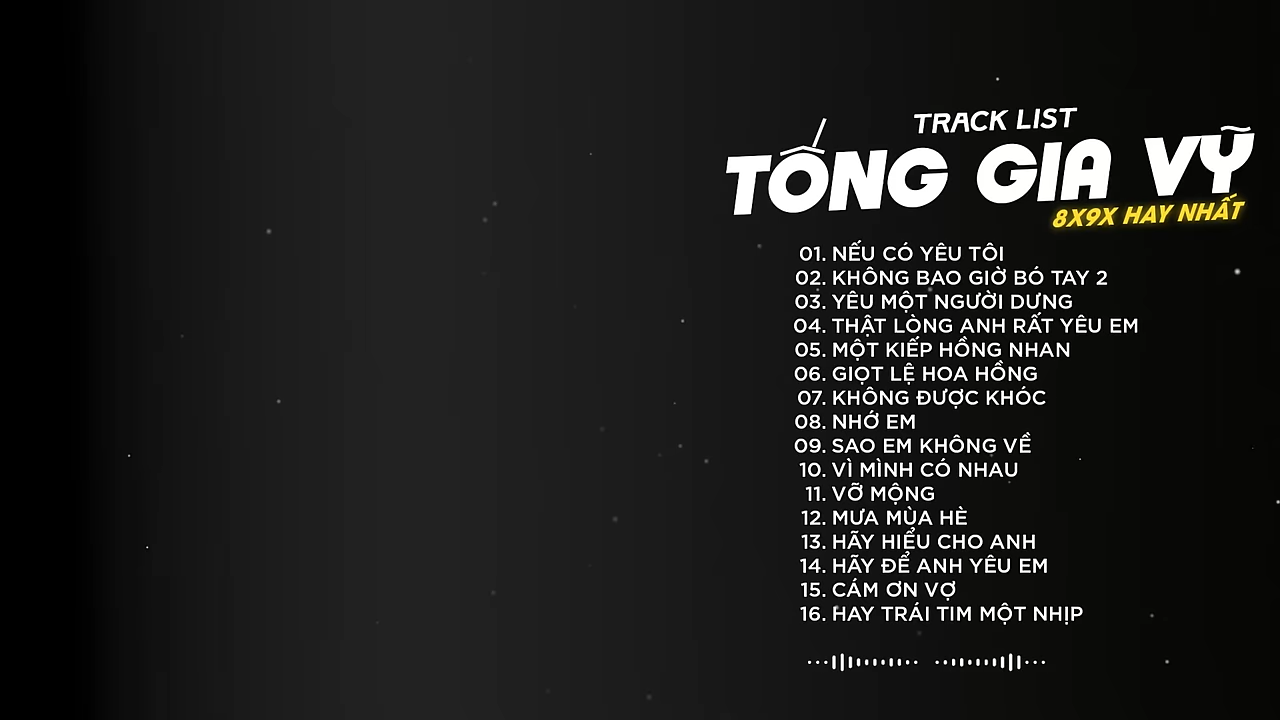 TRACK LIST
TỐNG GIA VỸ
8X9X HAY NHẤT
01. NẾU CÓ YÊU TÔI
02. KHÔNG BAO GIỜ BÓ TAY 2
03. YÊU MỘT NGƯỜI DƯNG
04. THẬT LÒNG ANH RẤT YÊU EM
05. MỘT KIẾP HỒNG NHAN
06. GIỌT LỆ HOA HỒNG
07. KHÔNG ĐƯỢC KHÓC
08. NHỚ EM
09. SAO EM KHÔNG VỀ
10. VÌ MÌNH CÓ NHAU
11. VỠ MỘNG
12. MƯA MÙA HÈ
13. HÃY HIỂU CHO ANH
14. HÃY ĐỂ ANH YÊU EM
15. CÁM ƠN VỢ
16. HAY TRÁI TIM MỘT NHỊP